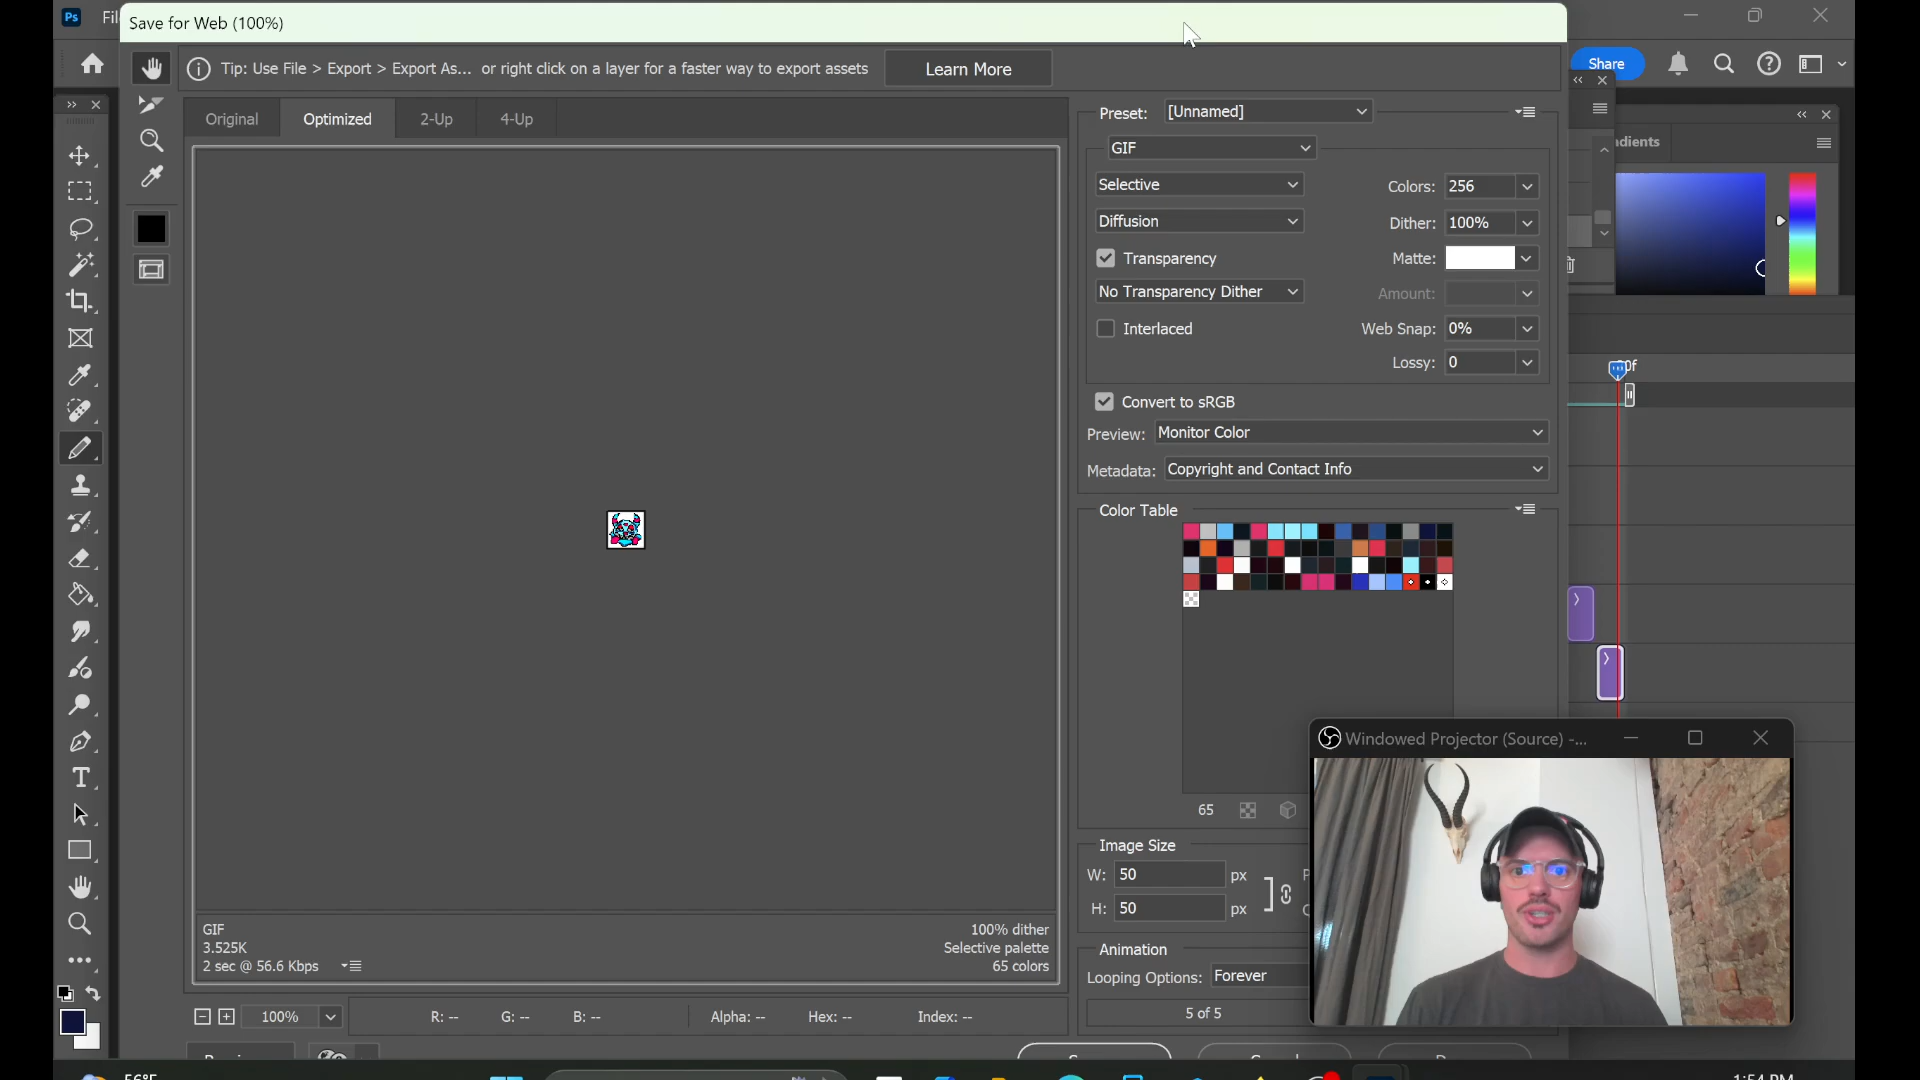 Ps
Save for Web (100%)
Tip: Use File > Export > Export As... or right click on a layer for a faster way to export assets
Learn More
Share
Original
Optimized
2-Up
4-Up
Preset:
[Unnamed]
GIF
Selective
Colors:
256
Diffusion
Dither:
100%
Transparency
Matte:
No Transparency Dither
Amount:
Interlaced
Web Snap:
0%
Lossy:
0
Convert to sRGB
Preview:
Monitor Color
Metadata:
Copyright and Contact Info
Color Table
65
Image Size
W:
50
px
H:
50
px
Animation
Looping Options:
Forever
5 of 5
GIF
3.525K
2 sec @ 56.6 Kbps
100% dither
Selective palette
65 colors
100%
R: --
G: --
B: --
Alpha: --
Hex: --
Index: --
Windowed Projector (Source) -...
56°F
1:54 PM